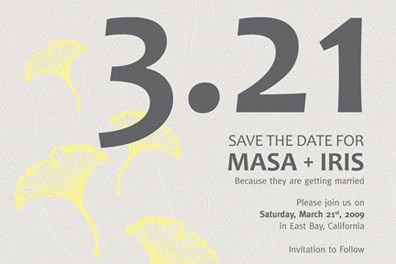 3.21
SAVE THE DATE FOR
MASA + IRIS
Because they are getting married
Please join us on
Saturday, March 21st, 2009
in East Bay, California
Invitation to Follow